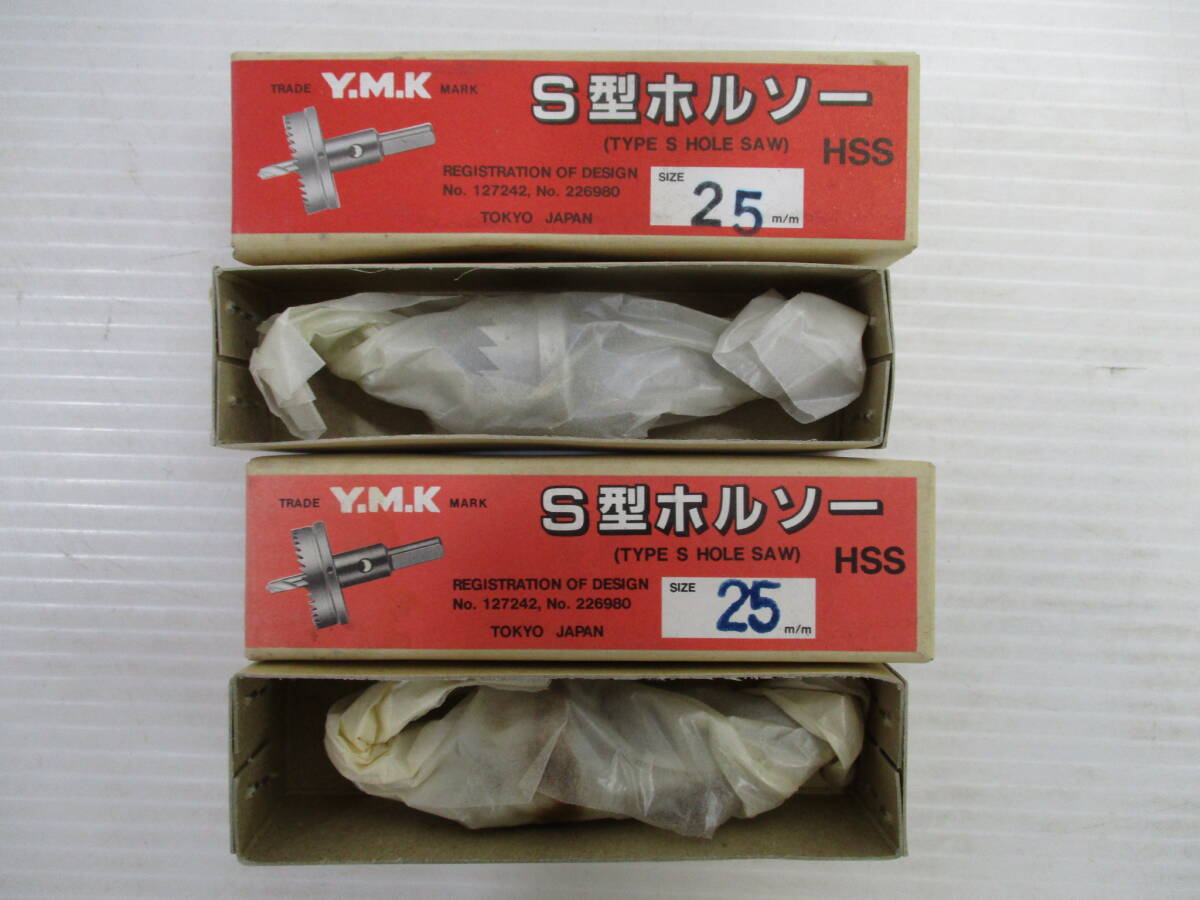 TRADE Y.M.K MARK
S型ホルソー
(TYPE S HOLE SAW) HSS
REGISTRATION OF DESIGN
No. 127242, No. 226980
TOKYO JAPAN
SIZE
25 m/m
TRADE Y.M.K MARK
S型ホルソー
(TYPE S HOLE SAW) HSS
REGISTRATION OF DESIGN
No. 127242, No. 226980
TOKYO JAPAN
SIZE
25 m/m